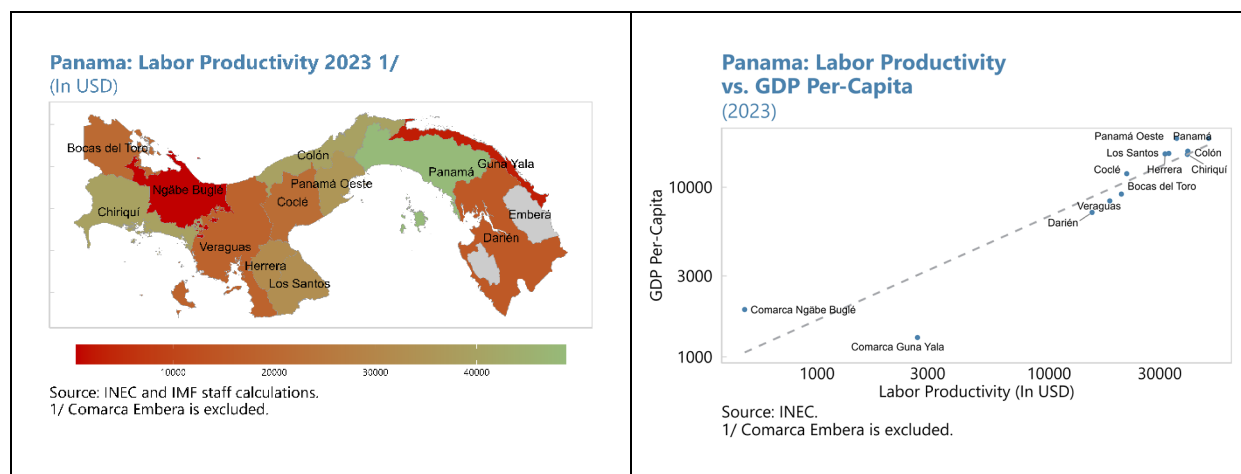 Panama: Labor Productivity 2023 1/
(In USD)
Bocas del Toro
Ngäbe Buglé
Chiriquí
Veraguas
Herrera
Los Santos
Coclé
Colón
Panamá Oeste
Panamá
Guna Yala
Emberá
Darién
10000
20000
30000
40000
Source: INEC and IMF staff calculations.
1/ Comarca Embera is excluded.
Panama: Labor Productivity
vs. GDP Per-Capita
(2023)
GDP Per-Capita
10000
3000
1000
Panamá Oeste
Panamá
Los Santos
Colón
Herrera
Chiriquí
Coclé
Bocas del Toro
Veraguas
Darién
Comarca Ngäbe Buglé
Comarca Guna Yala
1000
3000
10000
30000
Labor Productivity (In USD)
Source: INEC.
1/ Comarca Embera is excluded.